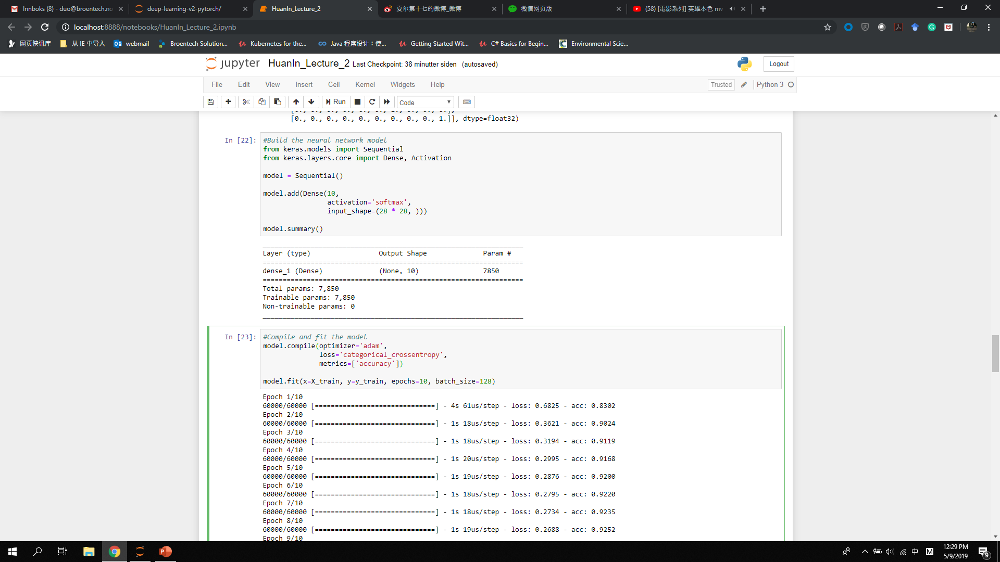 Innboks (8) - duo@broentech.no
deep-learning-v2-pytorch/
HuanIn_Lecture_2
夏尔第十七的微博_微博
微信网页版
(58) [電影系列] 英雄本色 mv
localhost:8888/notebooks/HuanIn_Lecture_2.ipynb
网页快讯库
从 IE 中导入
webmail
Broentech Solution...
Kubernetes for the...
Java 程序设计：使...
Getting Started Wit...
C# Basics for Begin...
Environmental Scie...
jupyter HuanIn_Lecture_2 Last Checkpoint: 38 minutter siden (autosaved)
Logout
File Edit View Insert Cell Kernel Widgets Help
Trusted Python 3
Run Code
[0., 0., 0., 0., 0., 0., 0., 0., 0., 1.]], dtype=float32)
In [22]: #Build the neural network model
from keras.models import Sequential
from keras.layers.core import Dense, Activation
model = Sequential()
model.add(Dense(10,
activation='softmax',
input_shape=(28 * 28, )))
model.summary()
_________________________________________________________________
Layer (type) Output Shape Param #
=================================================================
dense_1 (Dense) (None, 10) 7850
=================================================================
Total params: 7,850
Trainable params: 7,850
Non-trainable params: 0
_________________________________________________________________
In [23]: #Compile and fit the model
model.compile(optimizer='adam',
loss='categorical_crossentropy',
metrics=['accuracy'])
model.fit(x=X_train, y=y_train, epochs=10, batch_size=128)
Epoch 1/10
60000/60000 [==============================] - 4s 61us/step - loss: 0.6825 - acc: 0.8302
Epoch 2/10
60000/60000 [==============================] - 1s 18us/step - loss: 0.3621 - acc: 0.9024
Epoch 3/10
60000/60000 [==============================] - 1s 18us/step - loss: 0.3194 - acc: 0.9119
Epoch 4/10
60000/60000 [==============================] - 1s 20us/step - loss: 0.2995 - acc: 0.9168
Epoch 5/10
60000/60000 [==============================] - 1s 19us/step - loss: 0.2876 - acc: 0.9200
Epoch 6/10
60000/60000 [==============================] - 1s 18us/step - loss: 0.2795 - acc: 0.9220
Epoch 7/10
60000/60000 [==============================] - 1s 18us/step - loss: 0.2734 - acc: 0.9235
Epoch 8/10
60000/60000 [==============================] - 1s 19us/step - loss: 0.2688 - acc: 0.9252
Epoch 9/10
中
M
12:29 PM
5/9/2019
9